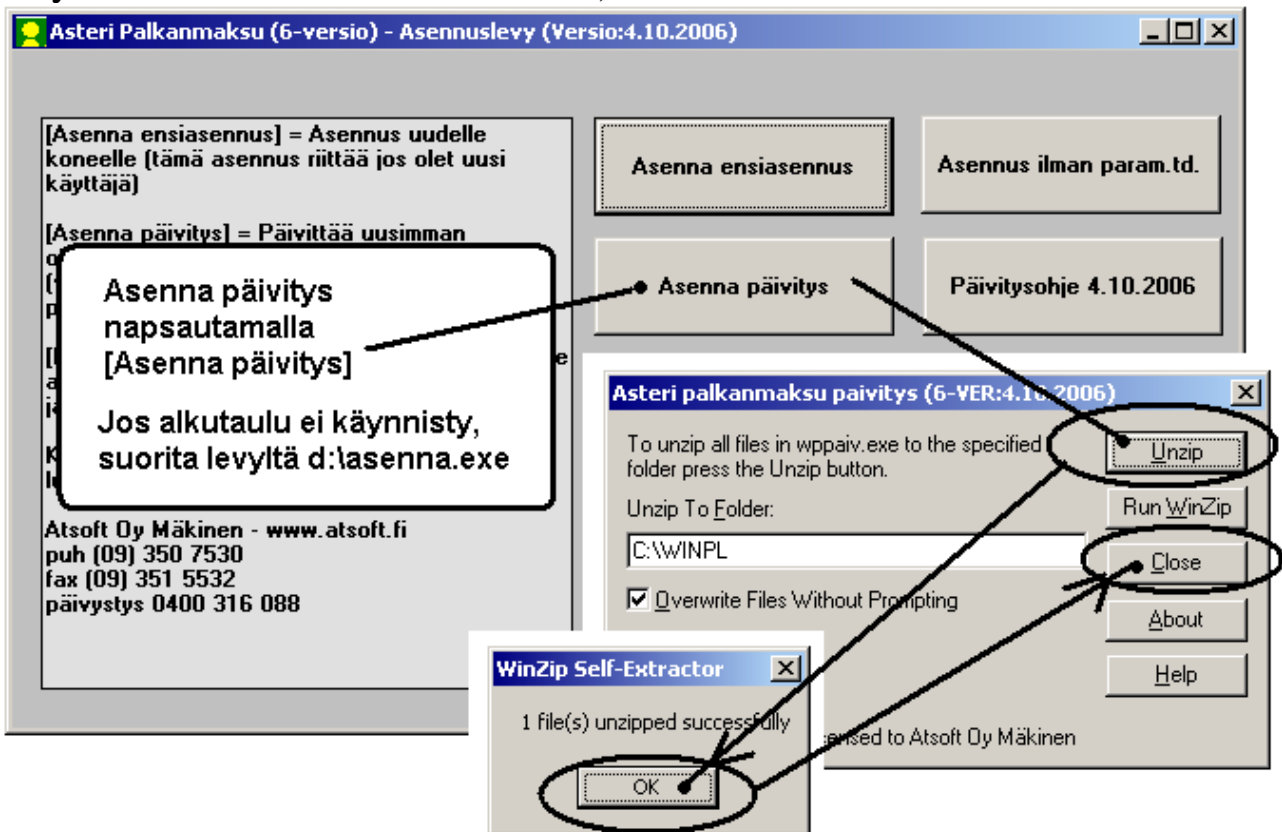 Asteri Palkanmaksu (6-versio) - Asennuslevy (Versio:4.10.2006)
[Asenna ensiasennus] = Asennus uudelle
koneelle (tämä asennus riittää jos olet uusi
käyttäjä)
[Asenna päivitys] = Päivittää uusimman
Asenna ensiasennus
Asennus ilman param.td.
Asenna päivitys
Päivitysohje 4.10.2006
Asenna päivitys
napsautamalla
[Asenna päivitys]
Jos alkutaulu ei käynnisty,
suorita levyltä d:\asenna.exe
Atsoft Oy Mäkinen - www.atsoft.fi
puh (09) 350 7530
fax (09) 351 5532
päivystys 0400 316 088
Asteri palkanmaksu paivitys (6-VER:4.10.2006)
To unzip all files in wppaiv.exe to the specified
folder press the Unzip button.
Unzip To Folder:
C:\WINPL
Overwrite Files Without Prompting
Unzip
Run WinZip
Close
About
Help
licensed to Atsoft Oy Mäkinen
WinZip Self-Extractor
1 file(s) unzipped successfully
OK